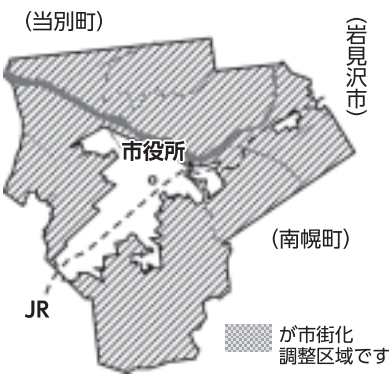 （当別町）
（岩見沢市）
市役所
（南幌町）
JR
が市街化
調整区域です